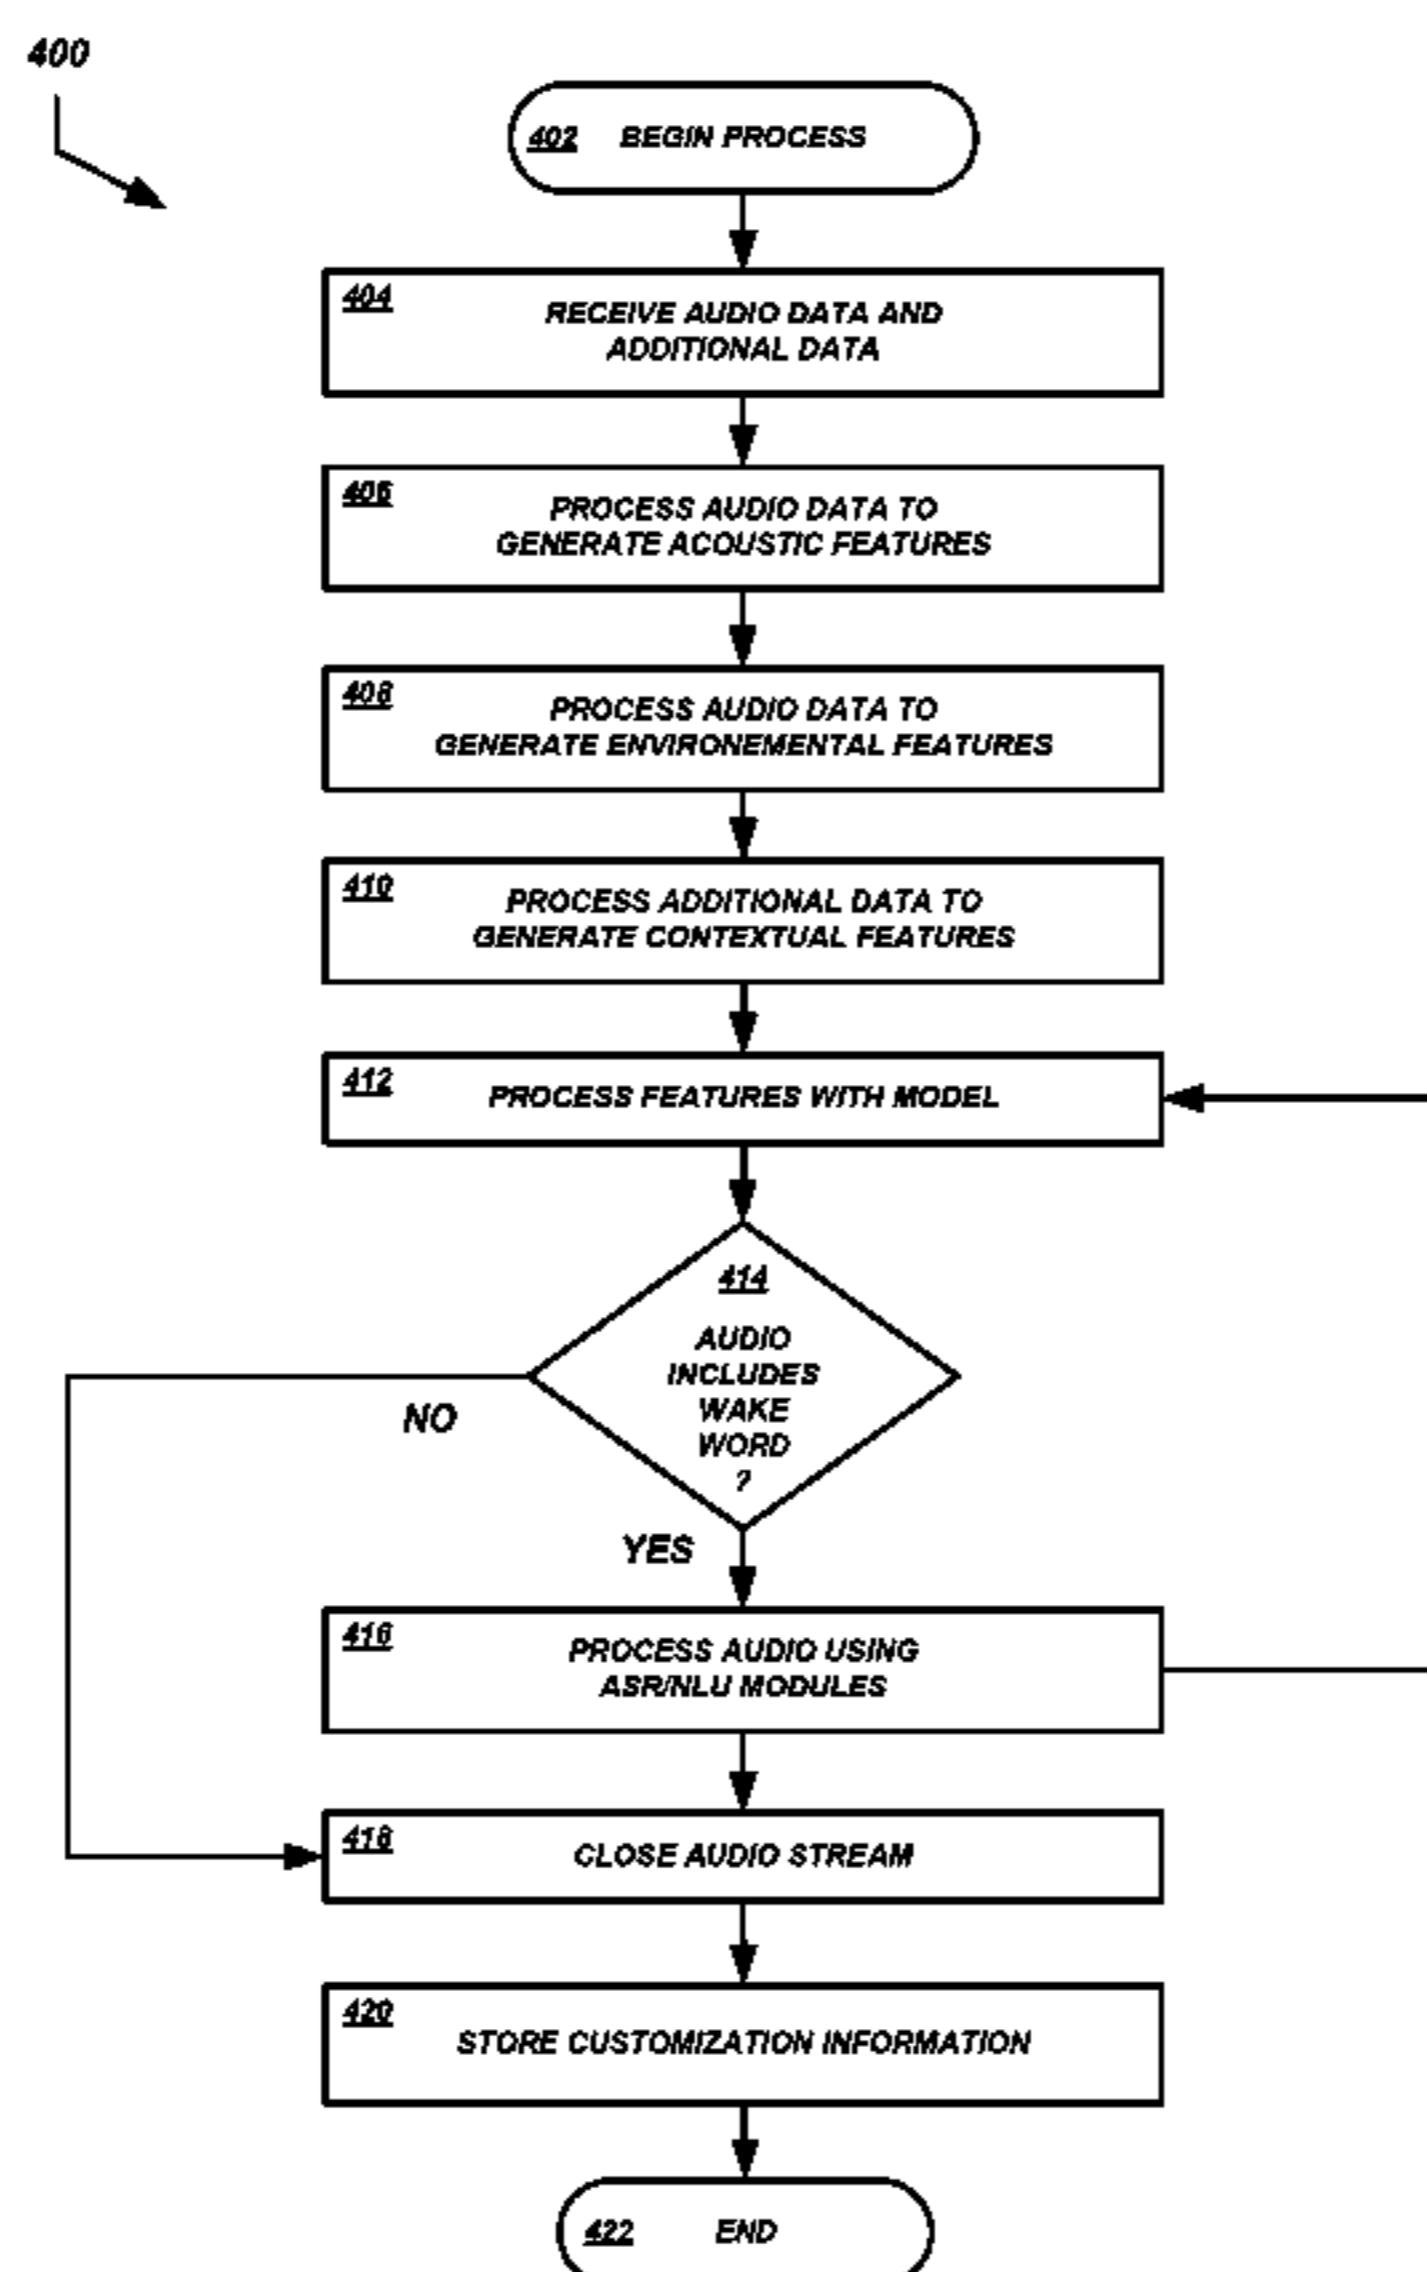 400
402 BEGIN PROCESS
404
RECEIVE AUDIO DATA AND
ADDITIONAL DATA
406
PROCESS AUDIO DATA TO
GENERATE ACOUSTIC FEATURES
408
PROCESS AUDIO DATA TO
GENERATE ENVIRONEMENTAL FEATURES
410
PROCESS ADDITIONAL DATA TO
GENERATE CONTEXTUAL FEATURES
412
PROCESS FEATURES WITH MODEL
414
AUDIO
INCLUDES
WAKE
WORD
?
NO
YES
416
PROCESS AUDIO USING
ASR/NLU MODULES
418
CLOSE AUDIO STREAM
420
STORE CUSTOMIZATION INFORMATION
422 END